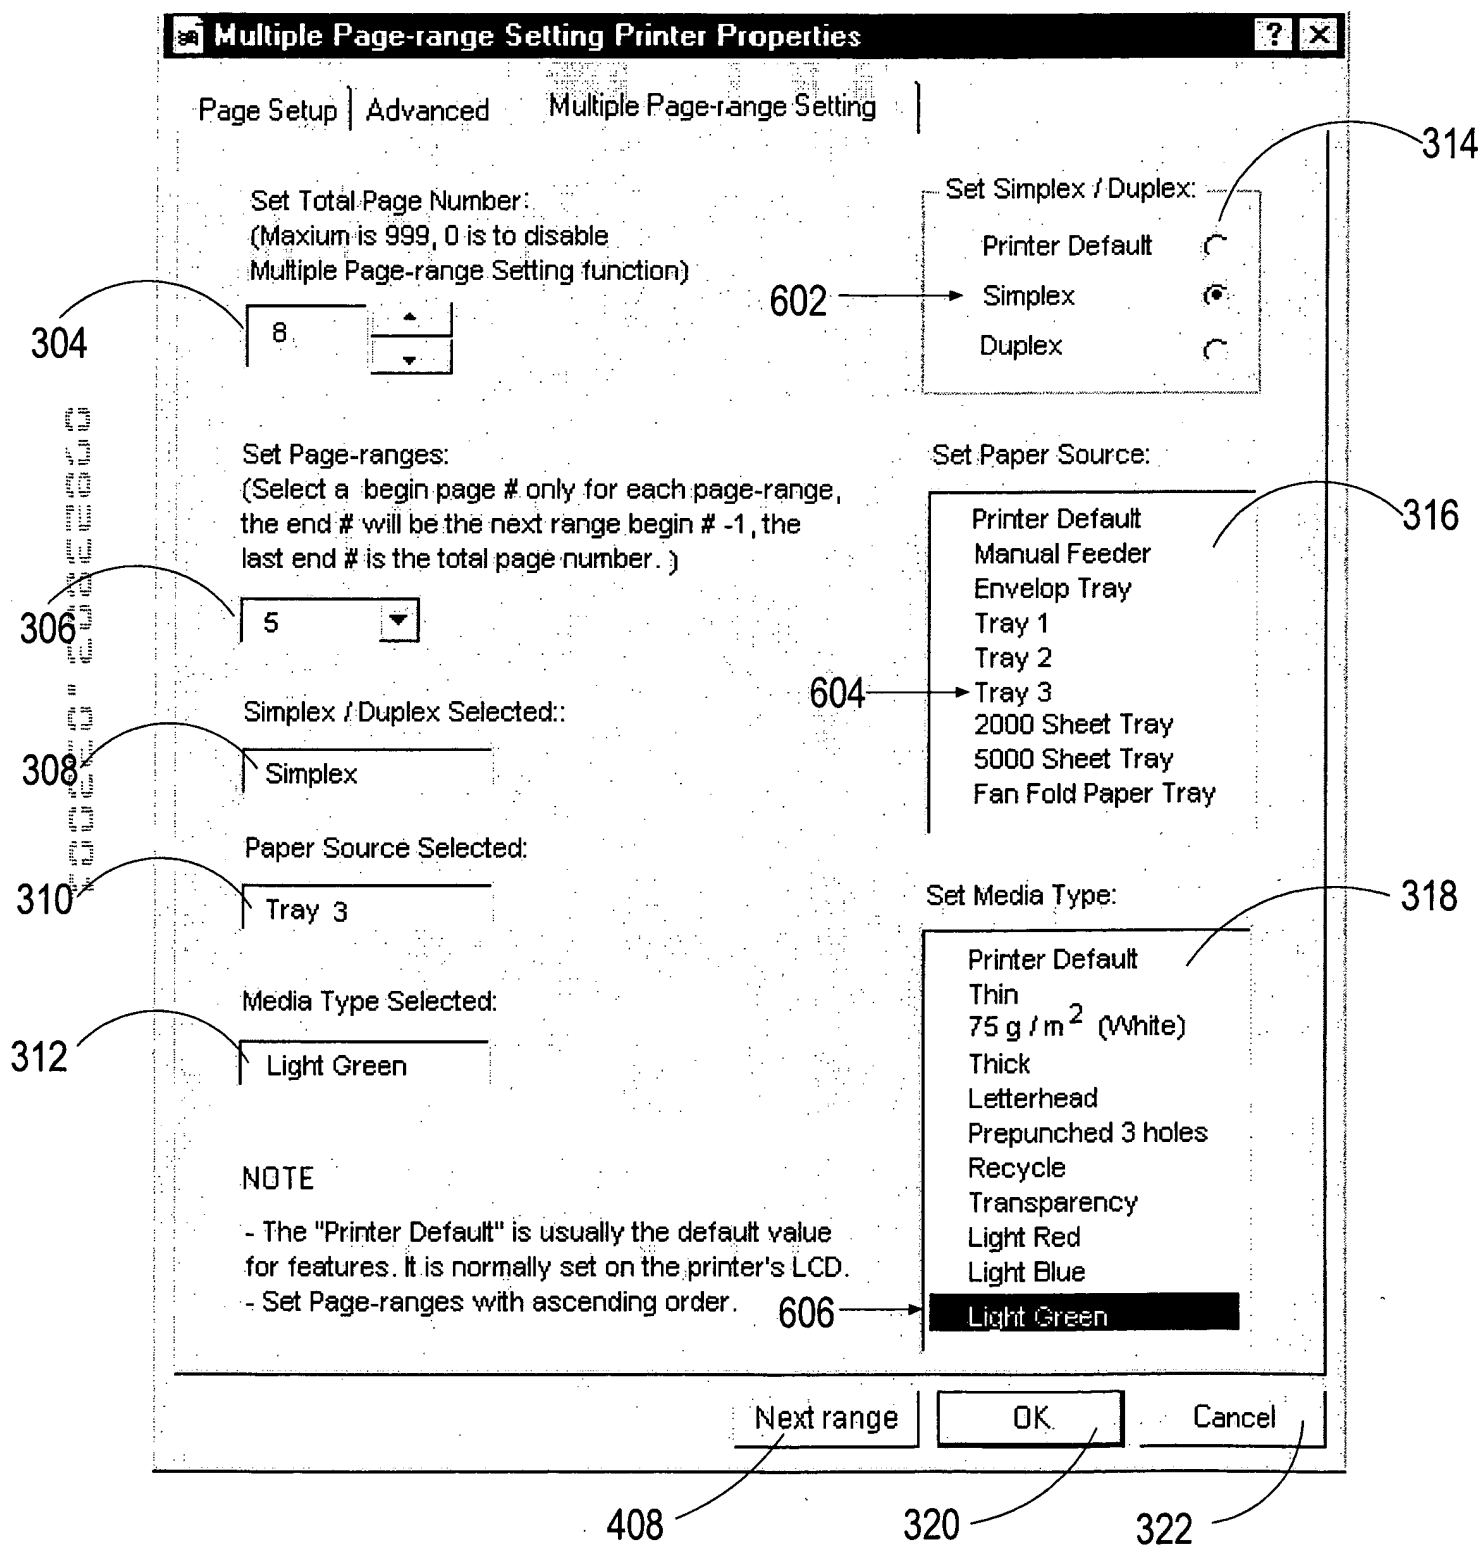 Multiple Page-range Setting Printer Properties ? X
Page Setup Advanced Multiple Page-range Setting
314
Set Total Page Number:
(Maxium is 999, 0 is to disable
Multiple Page-range Setting function)
304
8
Set Simplex / Duplex:
Printer Default
602
Simplex
Duplex
Set Page-ranges:
(Select a begin page # only for each page-range,
the end # will be the next range begin # -1, the
last end # is the total page number. )
306
5
Set Paper Source:
316
Printer Default
Manual Feeder
Envelop Tray
Tray 1
Tray 2
604
Tray 3
2000 Sheet Tray
5000 Sheet Tray
Fan Fold Paper Tray
Simplex / Duplex Selected::
308
Simplex
Paper Source Selected:
310
Tray 3
Media Type Selected:
312
Light Green
Set Media Type:
318
Printer Default
Thin
75 g / m 2 (White)
Thick
Letterhead
Prepunched 3 holes
Recycle
Transparency
Light Red
Light Blue
606
Light Green
NOTE
- The "Printer Default" is usually the default value
for features. It is normally set on the printer's LCD.
- Set Page-ranges with ascending order.
Next range OK Cancel
408 320 322